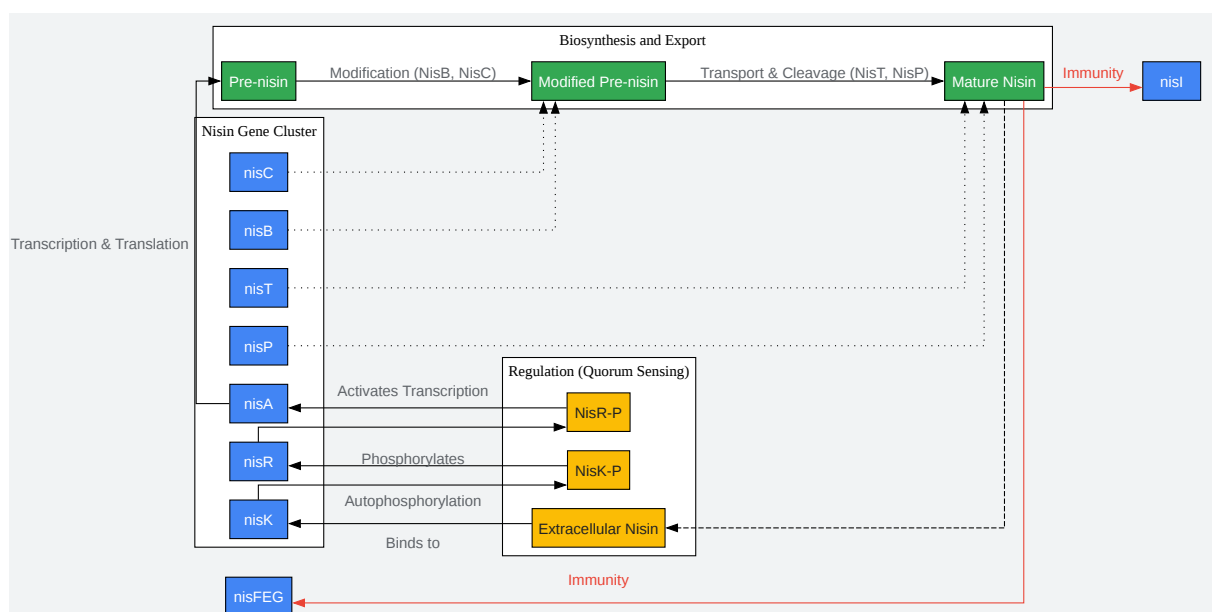 Biosynthesis and Export
Pre-nisin
Modification (NisB, NisC)
Modified Pre-nisin
Transport & Cleavage (NisT, NisP)
Mature Nisin
Immunity
nisI
Nisin Gene Cluster
nisC
nisB
Transcription & Translation
nisT
nisP
Regulation (Quorum Sensing)
nisA
Activates Transcription
NisR-P
nisR
Phosphorylates
NisK-P
nisK
Autophosphorylation
Extracellular Nisin
Binds to
Immunity
nisFEG